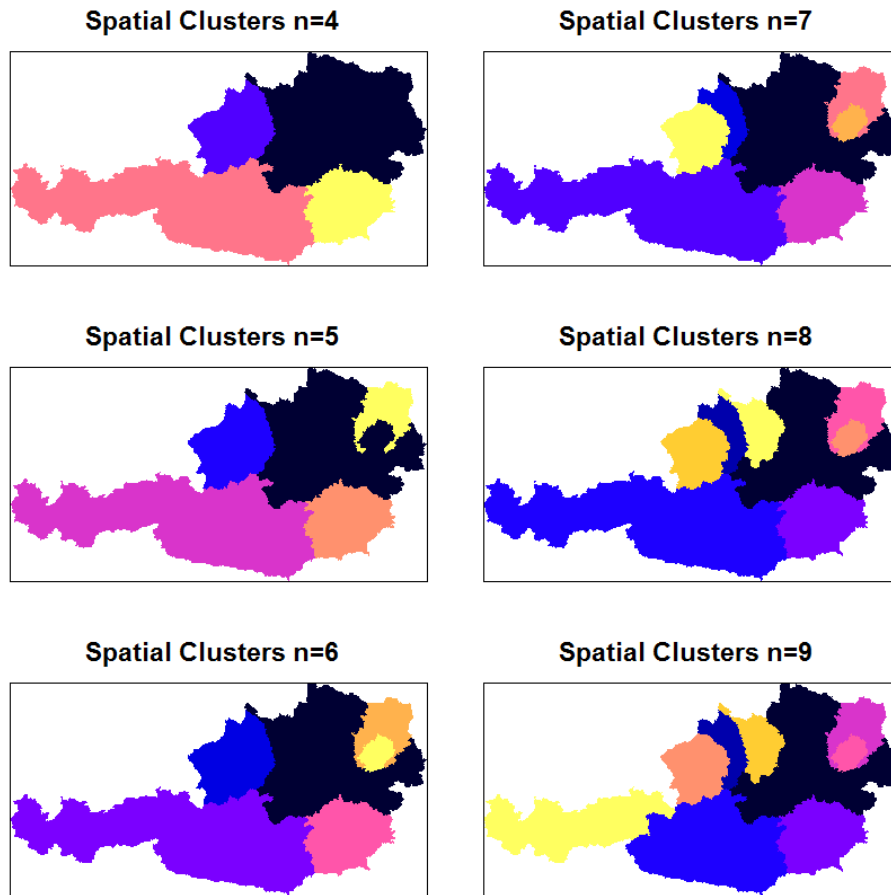 Spatial Clusters n=4
Spatial Clusters n=7
Spatial Clusters n=5
Spatial Clusters n=8
Spatial Clusters n=6
Spatial Clusters n=9